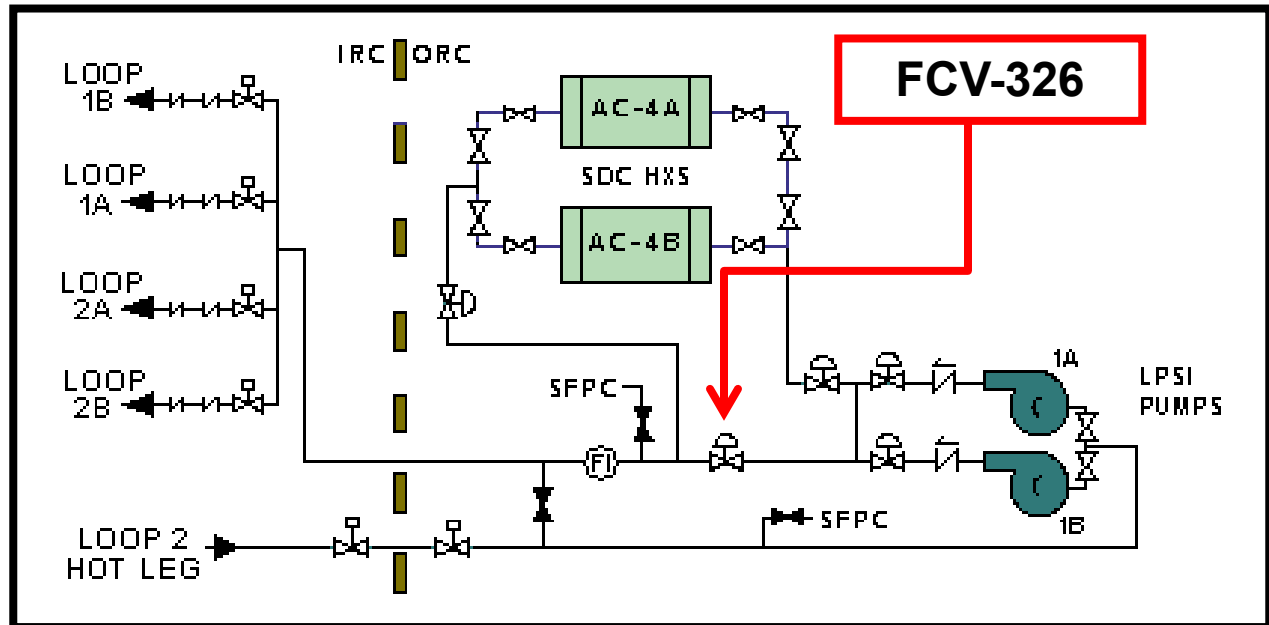 IRC
ORC
FCV-326
LOOP
1B
LOOP
1A
LOOP
2A
LOOP
2B
AC-4A
SDC HXS
AC-4B
SFPC
FI
1A
LPSI
PUMPS
C
C
1B
SFPC
LOOP 2
HOT LEG